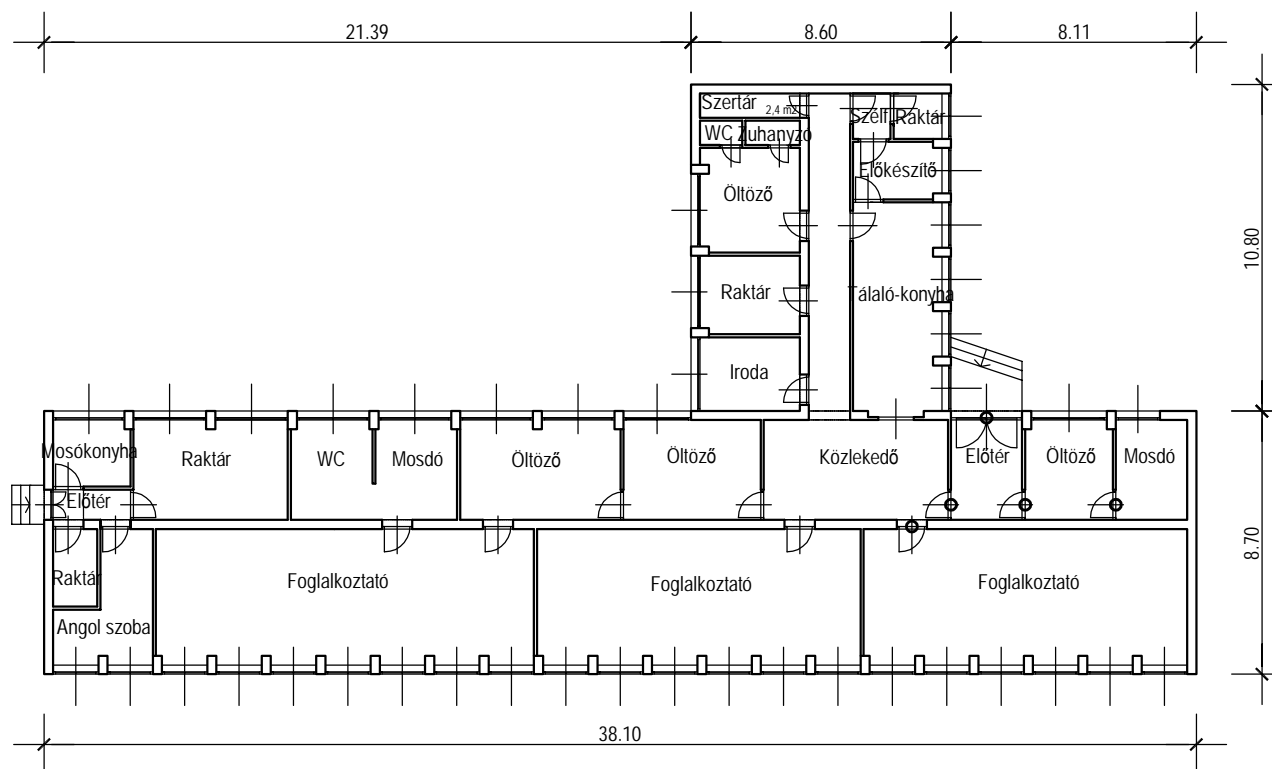 21.39
8.60
8.11
Szertár
2,4 m2
WC
Zuhanyzó
Szélf.
Raktár
Előkészítő
Öltöző
10.80
Raktár
Tálaló-konyha
Iroda
Mosókonyha
Raktár
WC
Mosdó
Öltöző
Öltöző
Közlekedő
Előtér
Öltöző
Mosdó
Előtér
8.70
Raktár
Foglalkoztató
Foglalkoztató
Foglalkoztató
Angol szoba
38.10